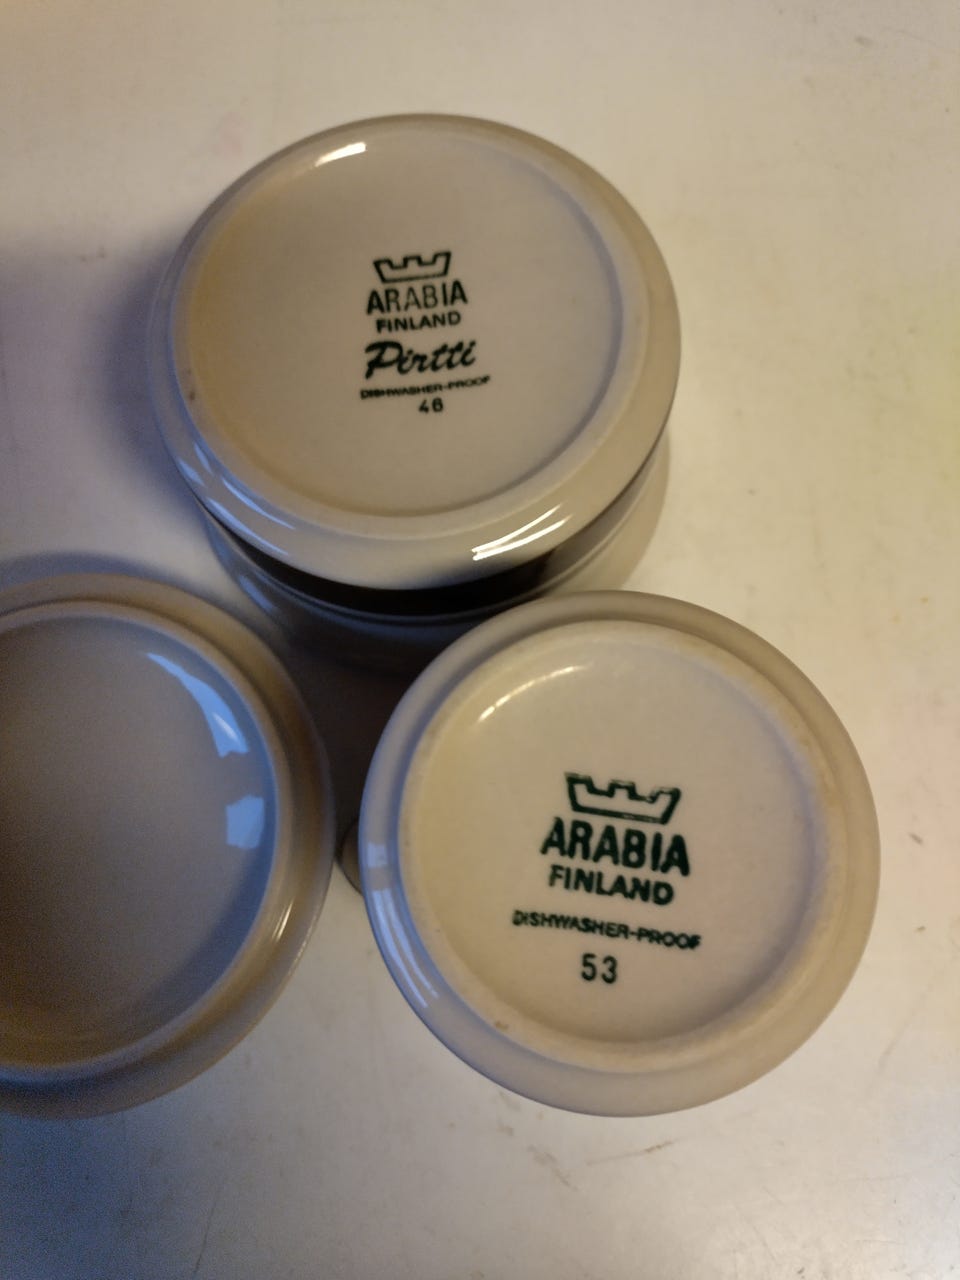 ARABIA
FINLAND
Pirtti
DISHWASHER-PROOF
46
ARABIA
FINLAND
DISHWASHER-PROOF
53